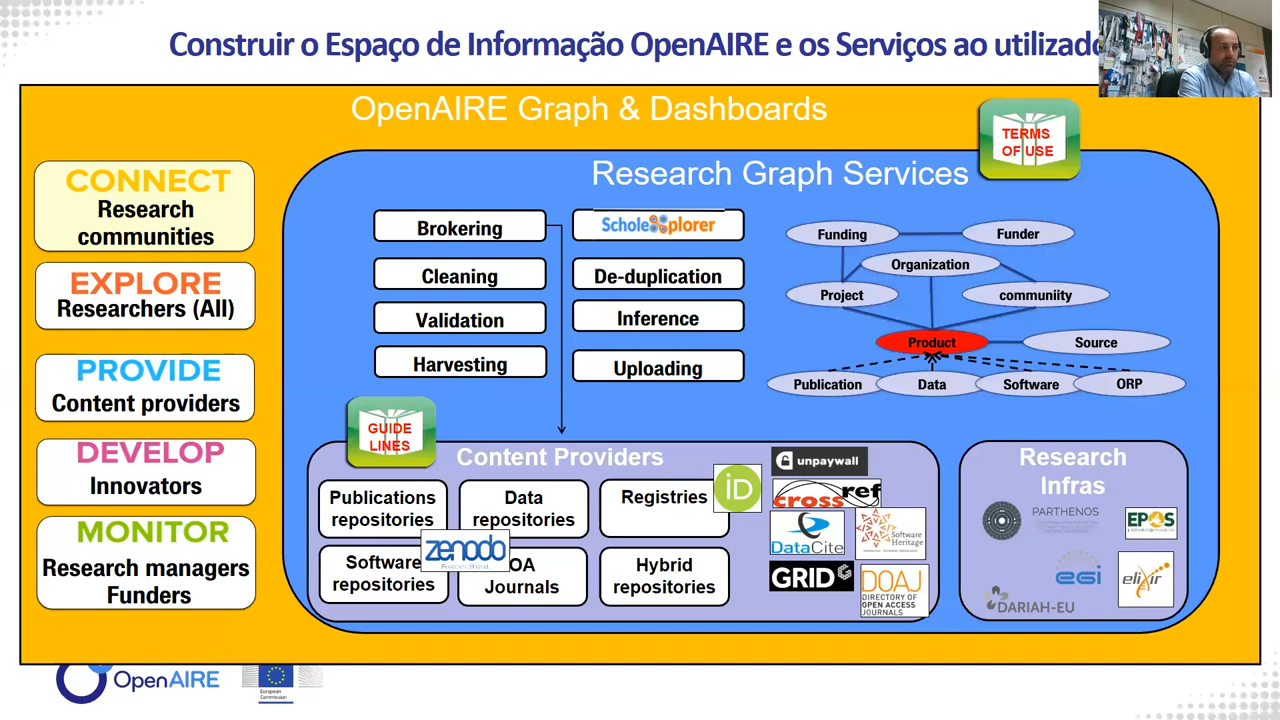 Construir o Espaço de Informação OpenAIRE e os Serviços ao utilizado
OpenAIRE Graph & Dashboards
TERMS
OF USE
Research Graph Services
CONNECT
Research
communities
EXPLORE
Researchers (All)
PROVIDE
Content providers
DEVELOP
Innovators
MONITOR
Research managers
Funders
Brokering
Cleaning
Validation
Harvesting
Scholexplorer
De-duplication
Inference
Uploading
Funding
Funder
Organization
Project
communiity
Product
Source
Publication
Data
Software
ORP
GUIDE
LINES
Content Providers
Publications
repositories
Data
repositories
Registries
iD
Software
repositories
zenodo
OA
Journals
Hybrid
repositories
unpaywall
crossref
DataCite
Software
Heritage
GRID
DOAJ
DIRECTORY OF
OPEN ACCESS
JOURNALS
Research
Infras
PARTHENOS
EPOS
egi
elixir
DARIAH-EU
OpenAIRE
European
Commission